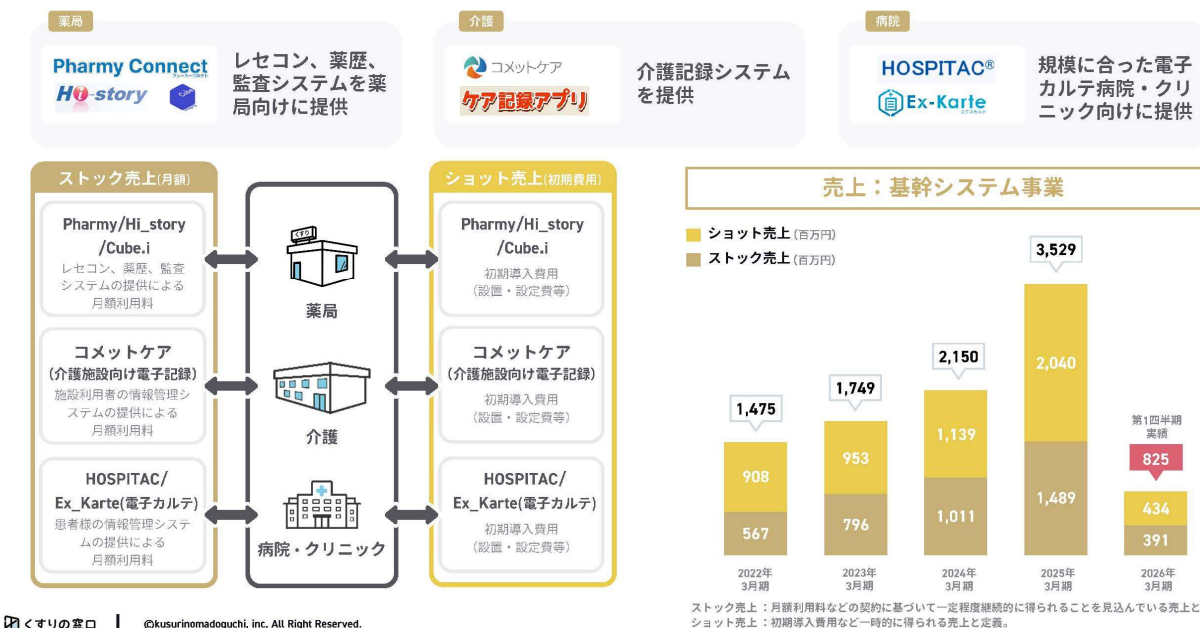 薬局
Pharmy Connect
ファーミーコネクト
Hi-story
レセコン、薬歴、
監査システムを薬
局向けに提供
介護
コメットケア
ケア記録アプリ
介護記録システム
を提供
病院
HOSPITAC®
Ex-Karte
エクスカルテ
規模に合った電子
カルテ病院・クリ
ニック向けに提供
ストック売上(月額)
Pharmy/Hi_story
/Cube.i
レセコン、薬歴、監査
システムの提供による
月額利用料
コメットケア
(介護施設向け電子記録)
施設利用者の情報管理シ
ステムの提供による
月額利用料
HOSPITAC/
Ex_Karte(電子カルテ)
患者様の情報管理システ
ムの提供による
月額利用料
くすり
薬局
介護
病院・クリニック
ショット売上(初期費用)
Pharmy/Hi_story
/Cube.i
初期導入費用
(設置・設定費等)
コメットケア
(介護施設向け電子記録)
初期導入費用
(設置・設定費等)
HOSPITAC/
Ex_Karte(電子カルテ)
初期導入費用
(設置・設定費等)
売上：基幹システム事業
ショット売上(百万円)
ストック売上(百万円)
1,475
908
567
2022年
3月期
1,749
953
796
2023年
3月期
2,150
1,139
1,011
2024年
3月期
3,529
2,040
1,489
2025年
3月期
第1四半期
実績
825
434
391
2026年
3月期
ストック売上：月額利用料などの契約に基づいて一定程度継続的に得られることを見込んでいる売上と
ショット売上：初期導入費用など一時的に得られる売上と定義。
くすりの窓口
©kusurinomadoguchi, inc. All Right Reserved.